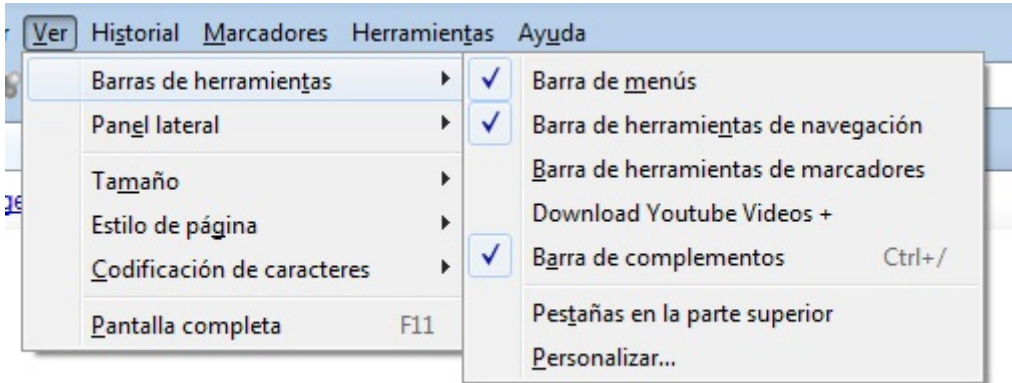 Ver Historial Marcadores Herramientas Ayuda
Barras de herramientas
Panel lateral
Tamaño
Estilo de página
Codificación de caracteres
Pantalla completa F11
Barra de menús
Barra de herramientas de navegación
Barra de herramientas de marcadores
Download Youtube Videos +
Barra de complementos Ctrl+/
Pestañas en la parte superior
Personalizar...